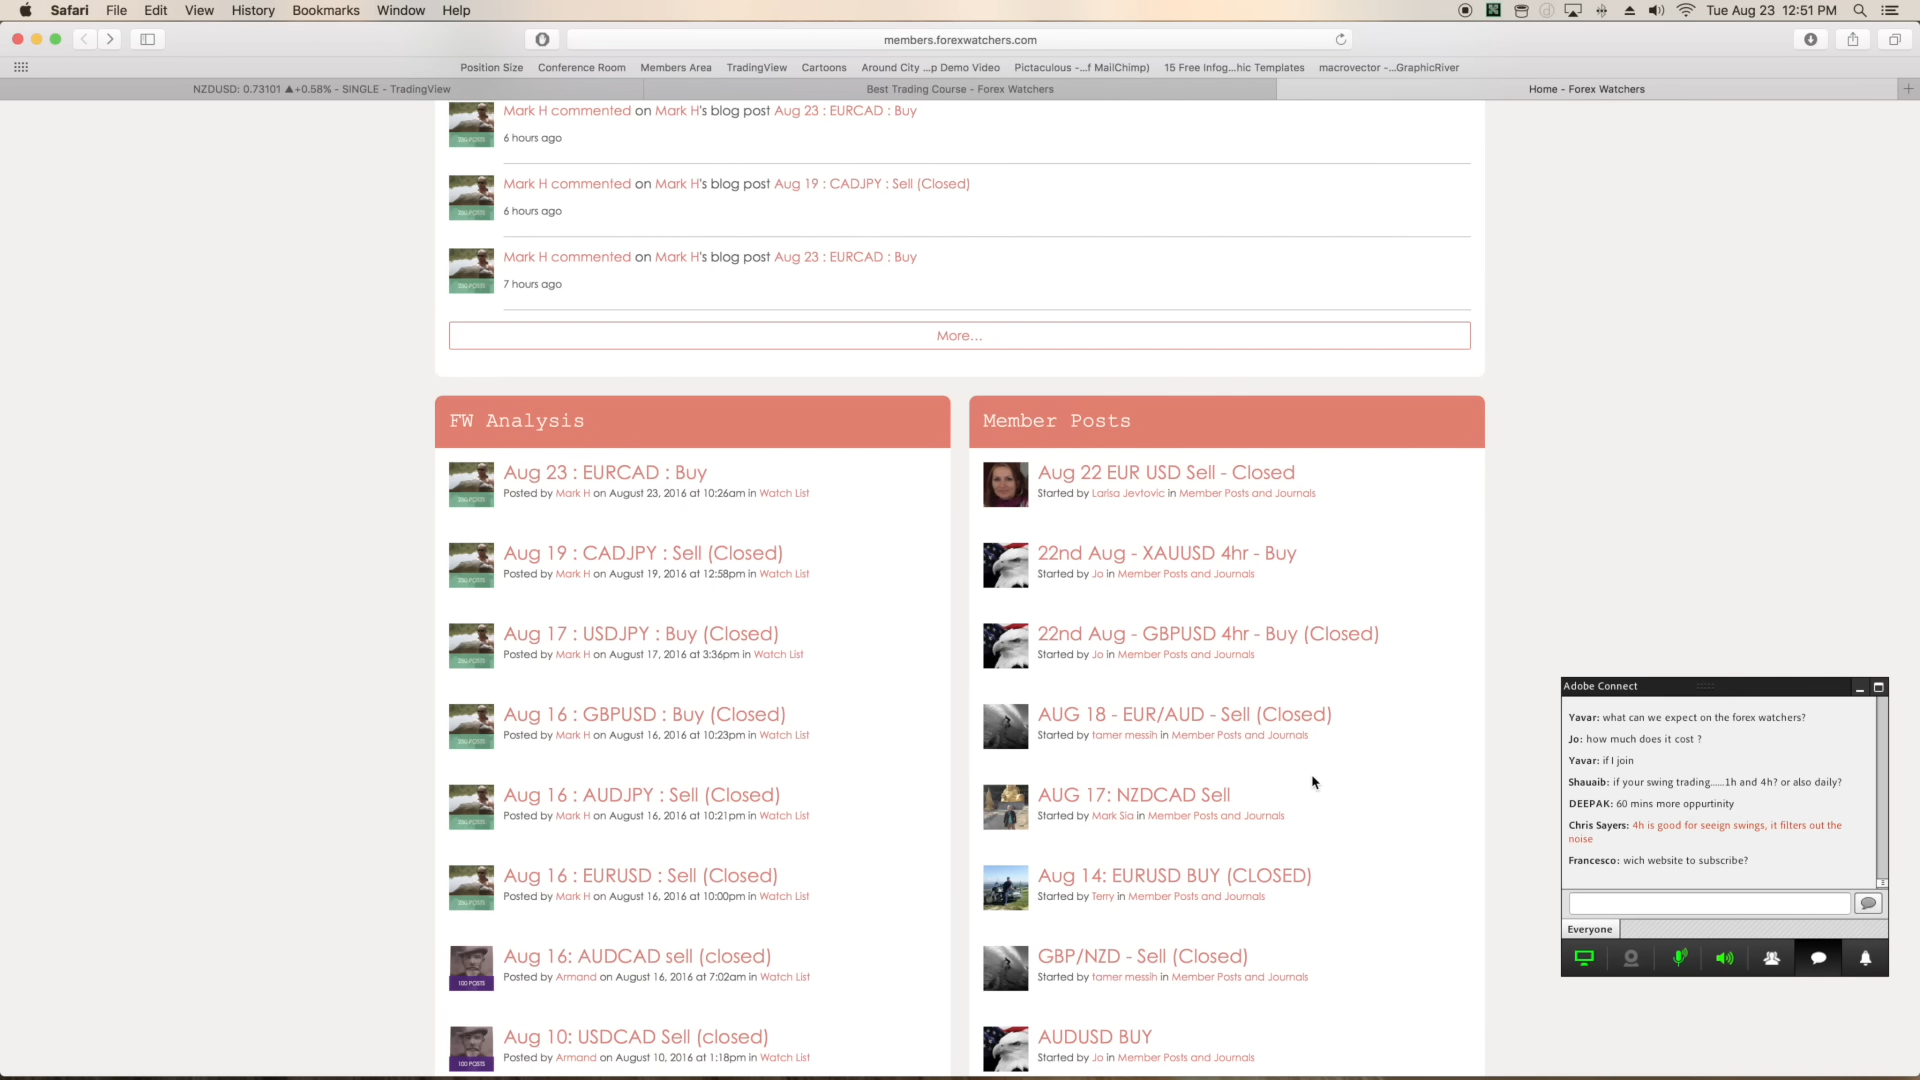 Safari File Edit View History Bookmarks Window Help
Tue Aug 23 12:51 PM
members.forexwatchers.com
Position Size Conference Room Members Area TradingView Cartoons Around City ...p Demo Video Pictaculous -...f MailChimp) 15 Free Infog...hic Templates macrovector -...GraphicRiver
NZDUSD: 0.73101 ▲+0.58% - SINGLE - TradingView
Best Trading Course - Forex Watchers
Home - Forex Watchers
Mark H commented on Mark H's blog post Aug 23 : EURCAD : Buy
6 hours ago
Mark H commented on Mark H's blog post Aug 19 : CADJPY : Sell (Closed)
6 hours ago
Mark H commented on Mark H's blog post Aug 23 : EURCAD : Buy
7 hours ago
More...
FW Analysis
Aug 23 : EURCAD : Buy
Posted by Mark H on August 23, 2016 at 10:26am in Watch List
Aug 19 : CADJPY : Sell (Closed)
Posted by Mark H on August 19, 2016 at 12:58pm in Watch List
Aug 17 : USDJPY : Buy (Closed)
Posted by Mark H on August 17, 2016 at 3:36pm in Watch List
Aug 16 : GBPUSD : Buy (Closed)
Posted by Mark H on August 16, 2016 at 10:23pm in Watch List
Aug 16 : AUDJPY : Sell (Closed)
Posted by Mark H on August 16, 2016 at 10:21pm in Watch List
Aug 16 : EURUSD : Sell (Closed)
Posted by Mark H on August 16, 2016 at 10:00pm in Watch List
100 POSTS
Aug 16: AUDCAD sell (closed)
Posted by Armand on August 16, 2016 at 7:02am in Watch List
100 POSTS
Aug 10: USDCAD Sell (closed)
Posted by Armand on August 10, 2016 at 1:18pm in Watch List
Member Posts
Aug 22 EUR USD Sell - Closed
Started by Larisa Jevtovic in Member Posts and Journals
22nd Aug - XAUUSD 4hr - Buy
Started by Jo in Member Posts and Journals
22nd Aug - GBPUSD 4hr - Buy (Closed)
Started by Jo in Member Posts and Journals
AUG 18 - EUR/AUD - Sell (Closed)
Started by tamer messih in Member Posts and Journals
AUG 17: NZDCAD Sell
Started by Mark Sia in Member Posts and Journals
Aug 14: EURUSD BUY (CLOSED)
Started by Terry in Member Posts and Journals
GBP/NZD - Sell (Closed)
Started by tamer messih in Member Posts and Journals
AUDUSD BUY
Started by Jo in Member Posts and Journals
Adobe Connect
Yavar: what can we expect on the forex watchers?
Jo: how much does it cost ?
Yavar: if I join
Shauaib: if your swing trading.....1h and 4h? or also daily?
DEEPAK: 60 mins more oppurtinity
Chris Sayers: 4h is good for seeign swings, it filters out the
noise
Francesco: wich website to subscribe?
Everyone